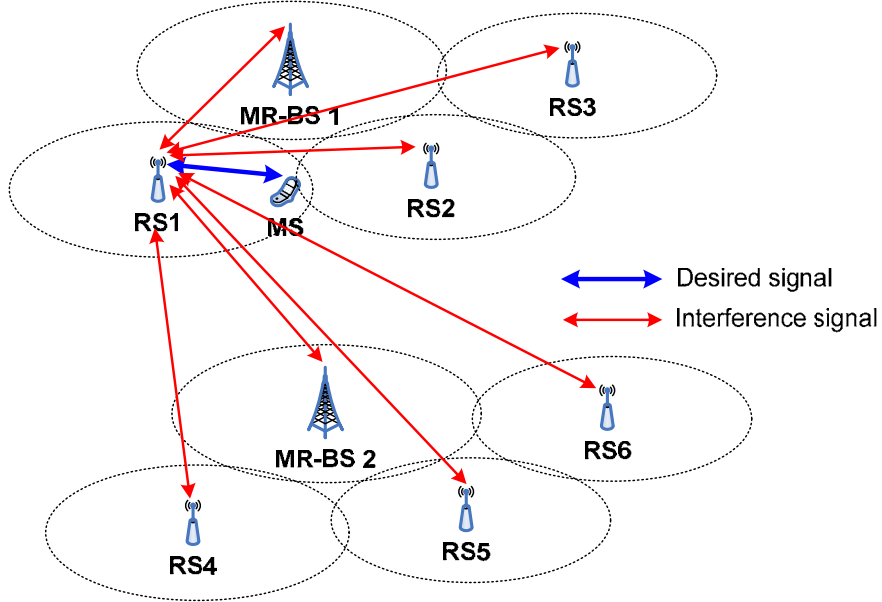 MR-BS 1
RS3
RS1
MS
RS2
Desired signal
Interference signal
MR-BS 2
RS6
RS4
RS5